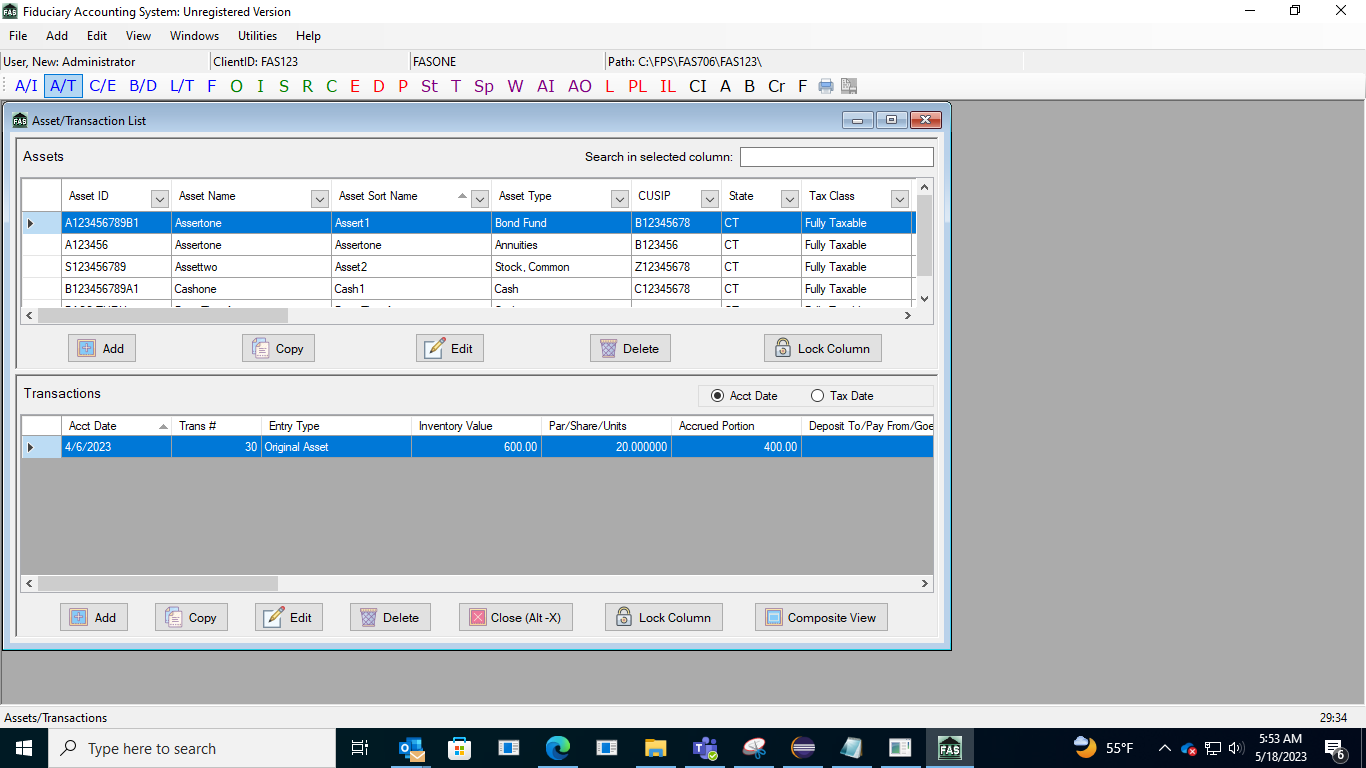 Fiduciary Accounting System: Unregistered Version
File Add Edit View Windows Utilities Help
User, New: Administrator ClientID: FAS123 FASONE Path: C:\FPS\FAS706\FAS123\
A/I A/T C/E B/D L/T F O I S R C E D P St T Sp W AI AO L PL IL CI A B Cr F
Asset/Transaction List
Assets Search in selected column:
Asset ID Asset Name Asset Sort Name Asset Type CUSIP State Tax Class
A123456789B1 Assertone Assert1 Bond Fund B12345678 CT Fully Taxable
A123456 Assertone Assertone Annuities B123456 CT Fully Taxable
S123456789 Assettwo Asset2 Stock, Common Z12345678 CT Fully Taxable
B123456789A1 Cashone Cash1 Cash C12345678 CT Fully Taxable
Add Copy Edit Delete Lock Column
Transactions Acct Date Tax Date
Acct Date Trans # Entry Type Inventory Value Par/Share/Units Accrued Portion Deposit To/Pay From/Goe
4/6/2023 30 Original Asset 600.00 20.000000 400.00
Add Copy Edit Delete Close (Alt -X) Lock Column Composite View
Assets/Transactions 29:34
Type here to search 55°F 5:53 AM
5/18/2023 6
FAS